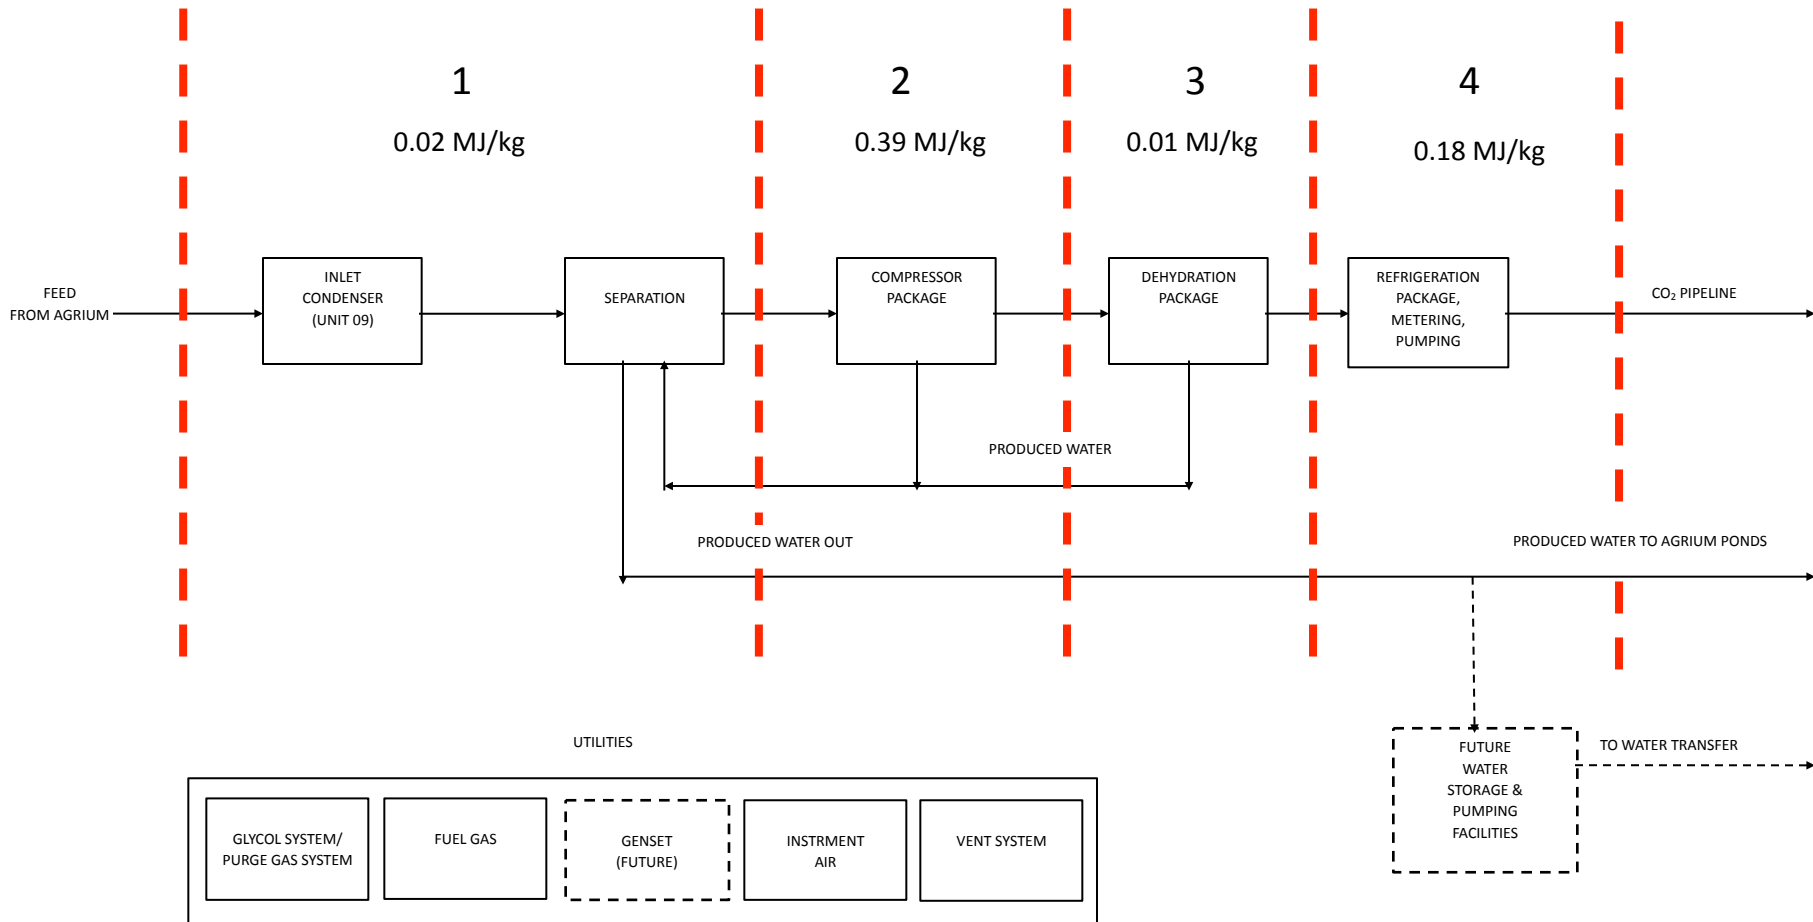 1
2
3
4
0.02 MJ/kg
0.39 MJ/kg
0.01 MJ/kg
0.18 MJ/kg
FEED
FROM AGRIUM
INLET
CONDENSER
(UNIT 09)
SEPARATION
COMPRESSOR
PACKAGE
DEHYDRATION
PACKAGE
REFRIGERATION
PACKAGE,
METERING,
PUMPING
CO₂ PIPELINE
PRODUCED WATER
PRODUCED WATER OUT
PRODUCED WATER TO AGRIUM PONDS
UTILITIES
FUTURE
WATER
STORAGE &
PUMPING
FACILITIES
TO WATER TRANSFER
GLYCOL SYSTEM/
PURGE GAS SYSTEM
FUEL GAS
GENSET
(FUTURE)
INSTRMENT
AIR
VENT SYSTEM